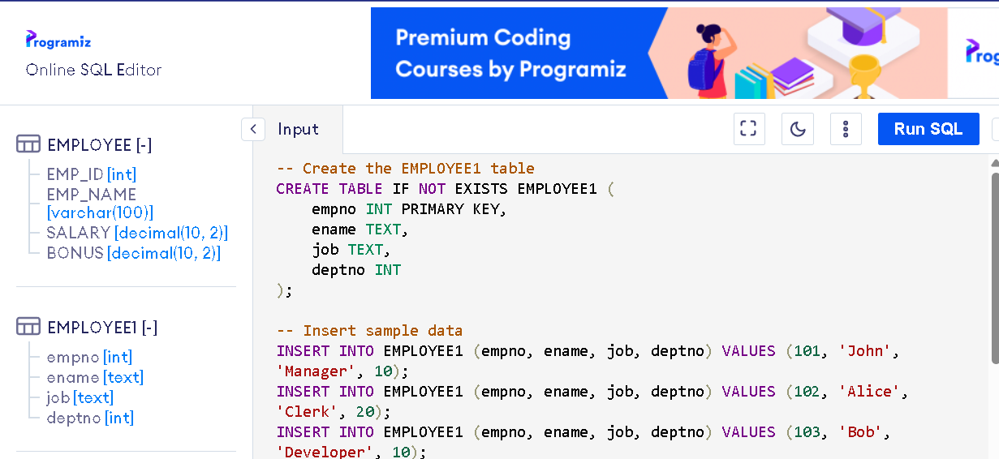 Programiz
Online SQL Editor
Premium Coding
Courses by Programiz
EMPLOYEE [-]
EMP_ID [int]
EMP_NAME
[varchar(100)]
SALARY [decimal(10, 2)]
BONUS [decimal(10, 2)]
EMPLOYEE1 [-]
empno [int]
ename [text]
job [text]
deptno [int]
Input
Run SQL
-- Create the EMPLOYEE1 table
CREATE TABLE IF NOT EXISTS EMPLOYEE1 (
    empno INT PRIMARY KEY,
    ename TEXT,
    job TEXT,
    deptno INT
);
-- Insert sample data
INSERT INTO EMPLOYEE1 (empno, ename, job, deptno) VALUES (101, 'John',
'Manager', 10);
INSERT INTO EMPLOYEE1 (empno, ename, job, deptno) VALUES (102, 'Alice',
'Clerk', 20);
INSERT INTO EMPLOYEE1 (empno, ename, job, deptno) VALUES (103, 'Bob',
'Developer', 10);